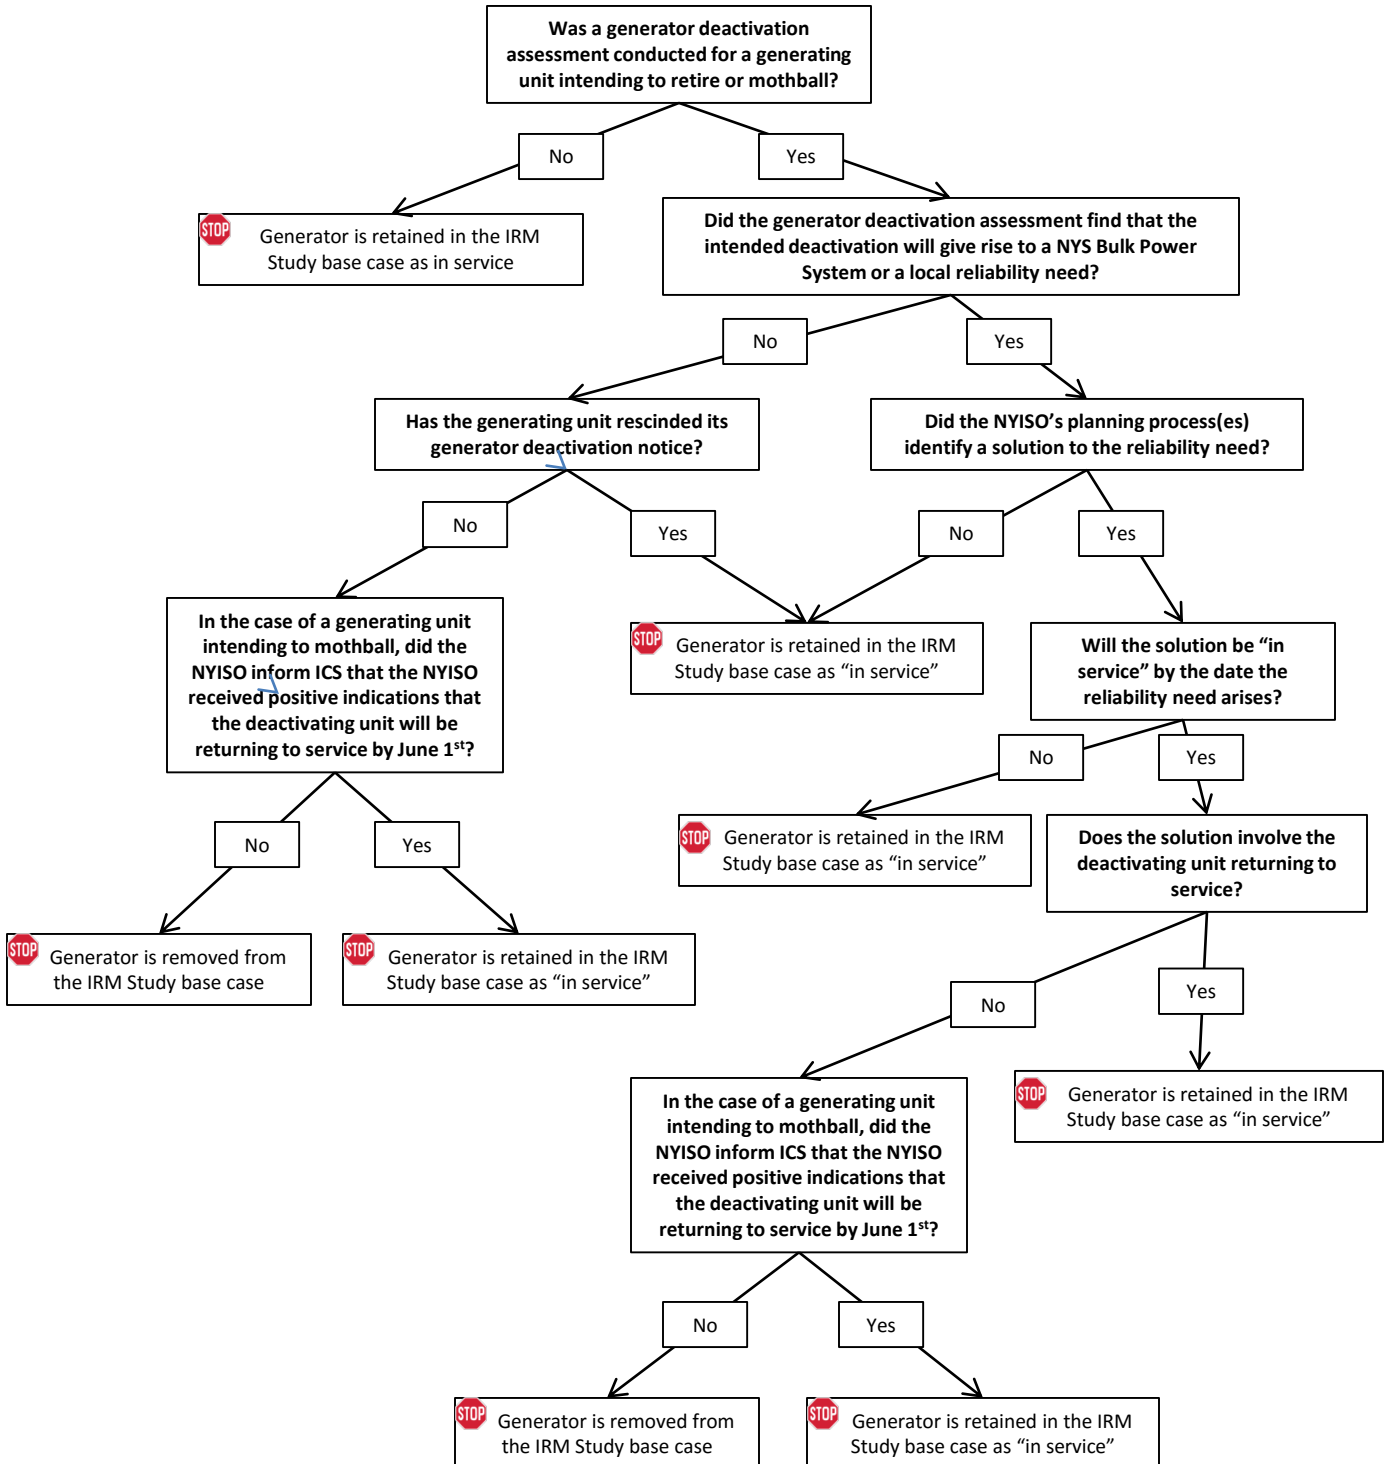 Was a generator deactivation
assessment conducted for a generating
unit intending to retire or mothball?
No
Yes
STOP
Generator is retained in the IRM
Study base case as in service
Did the generator deactivation assessment find that the
intended deactivation will give rise to a NYS Bulk Power
System or a local reliability need?
No
Yes
Has the generating unit rescinded its
generator deactivation notice?
Did the NYISO’s planning process(es)
identify a solution to the reliability need?
No
Yes
No
Yes
In the case of a generating unit
intending to mothball, did the
NYISO inform ICS that the NYISO
received positive indications that
the deactivating unit will be
returning to service by June 1st?
STOP
Generator is retained in the IRM
Study base case as “in service”
Will the solution be “in
service” by the date the
reliability need arises?
No
Yes
No
Yes
STOP
Generator is retained in the IRM
Study base case as “in service”
Does the solution involve the
deactivating unit returning to
service?
STOP
Generator is removed from
the IRM Study base case
STOP
Generator is retained in the IRM
Study base case as “in service”
No
Yes
In the case of a generating unit
intending to mothball, did the
NYISO inform ICS that the NYISO
received positive indications that
the deactivating unit will be
returning to service by June 1st?
STOP
Generator is retained in the IRM
Study base case as “in service”
No
Yes
STOP
Generator is removed from
the IRM Study base case
STOP
Generator is retained in the IRM
Study base case as “in service”